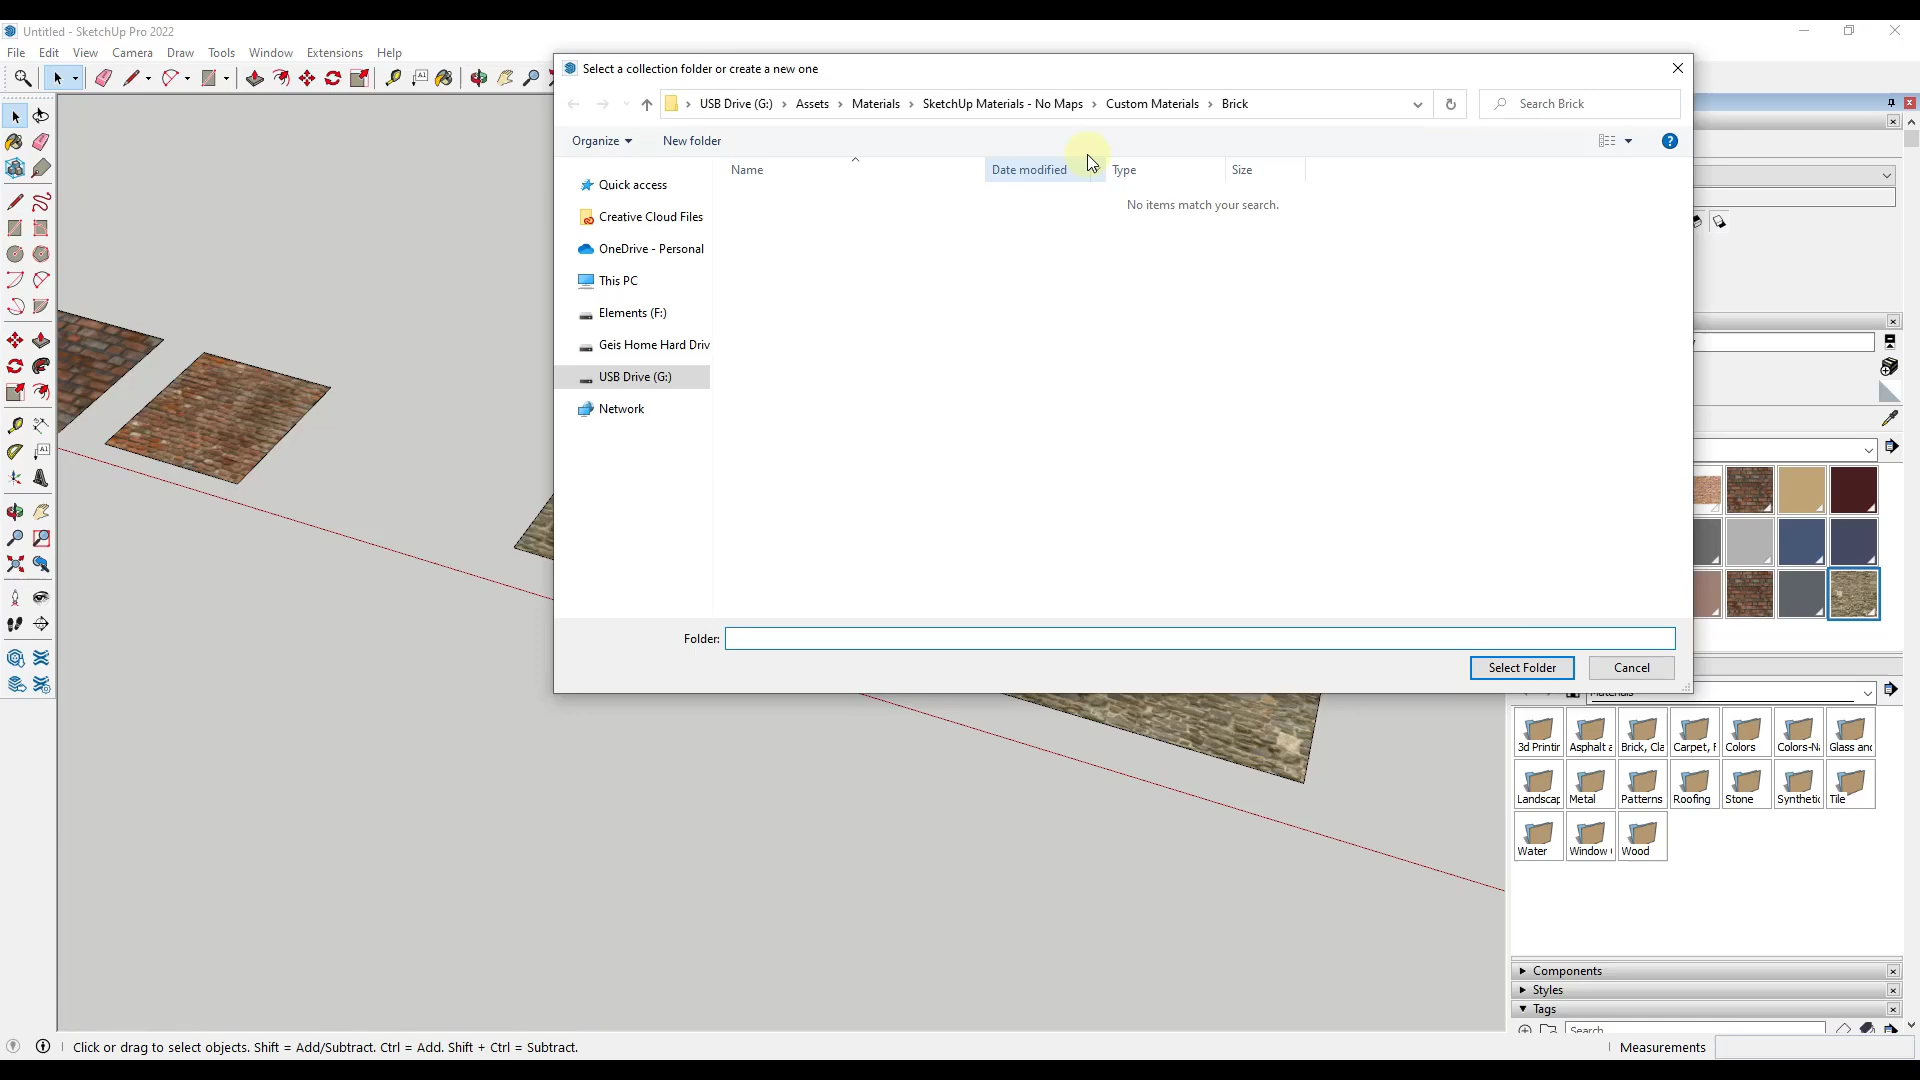 Untitled - SketchUp Pro 2022
File Edit View Camera Draw Tools Window Extensions Help
Select a collection folder or create a new one
USB Drive (G:) › Assets › Materials › SketchUp Materials - No Maps › Custom Materials › Brick
Search Brick
Organize
New folder
Name
Date modified
Type
Size
No items match your search.
Quick access
Creative Cloud Files
OneDrive - Personal
This PC
Elements (F:)
Geis Home Hard Driv
USB Drive (G:)
Network
Folder:
Select Folder
Cancel
A1
A1
Materials
3d Printir
Asphalt a
Brick, Cla
Carpet, F
Colors
Colors-Na
Glass and
Landscap
Metal
Patterns
Roofing
Stone
Synthetic
Tile
Water
Window
Wood
Components
Styles
Tags
Search
Click or drag to select objects. Shift = Add/Subtract. Ctrl = Add. Shift + Ctrl = Subtract.
Measurements